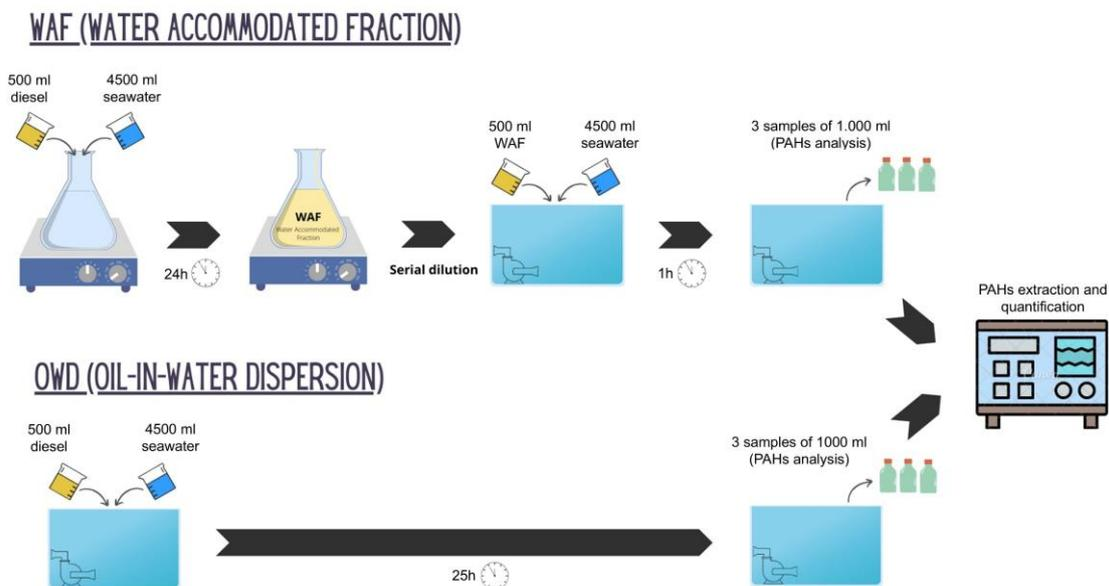 WAF (WATER ACCOMMODATED FRACTION)
500 ml
diesel
4500 ml
seawater
24h
WAF
Water Accommodated
Fraction
Serial dilution
500 ml
WAF
4500 ml
seawater
1h
3 samples of 1.000 ml
(PAHs analysis)
PAHs extraction and
quantification
OWD (OIL-IN-WATER DISPERSION)
500 ml
diesel
4500 ml
seawater
25h
3 samples of 1000 ml
(PAHs analysis)